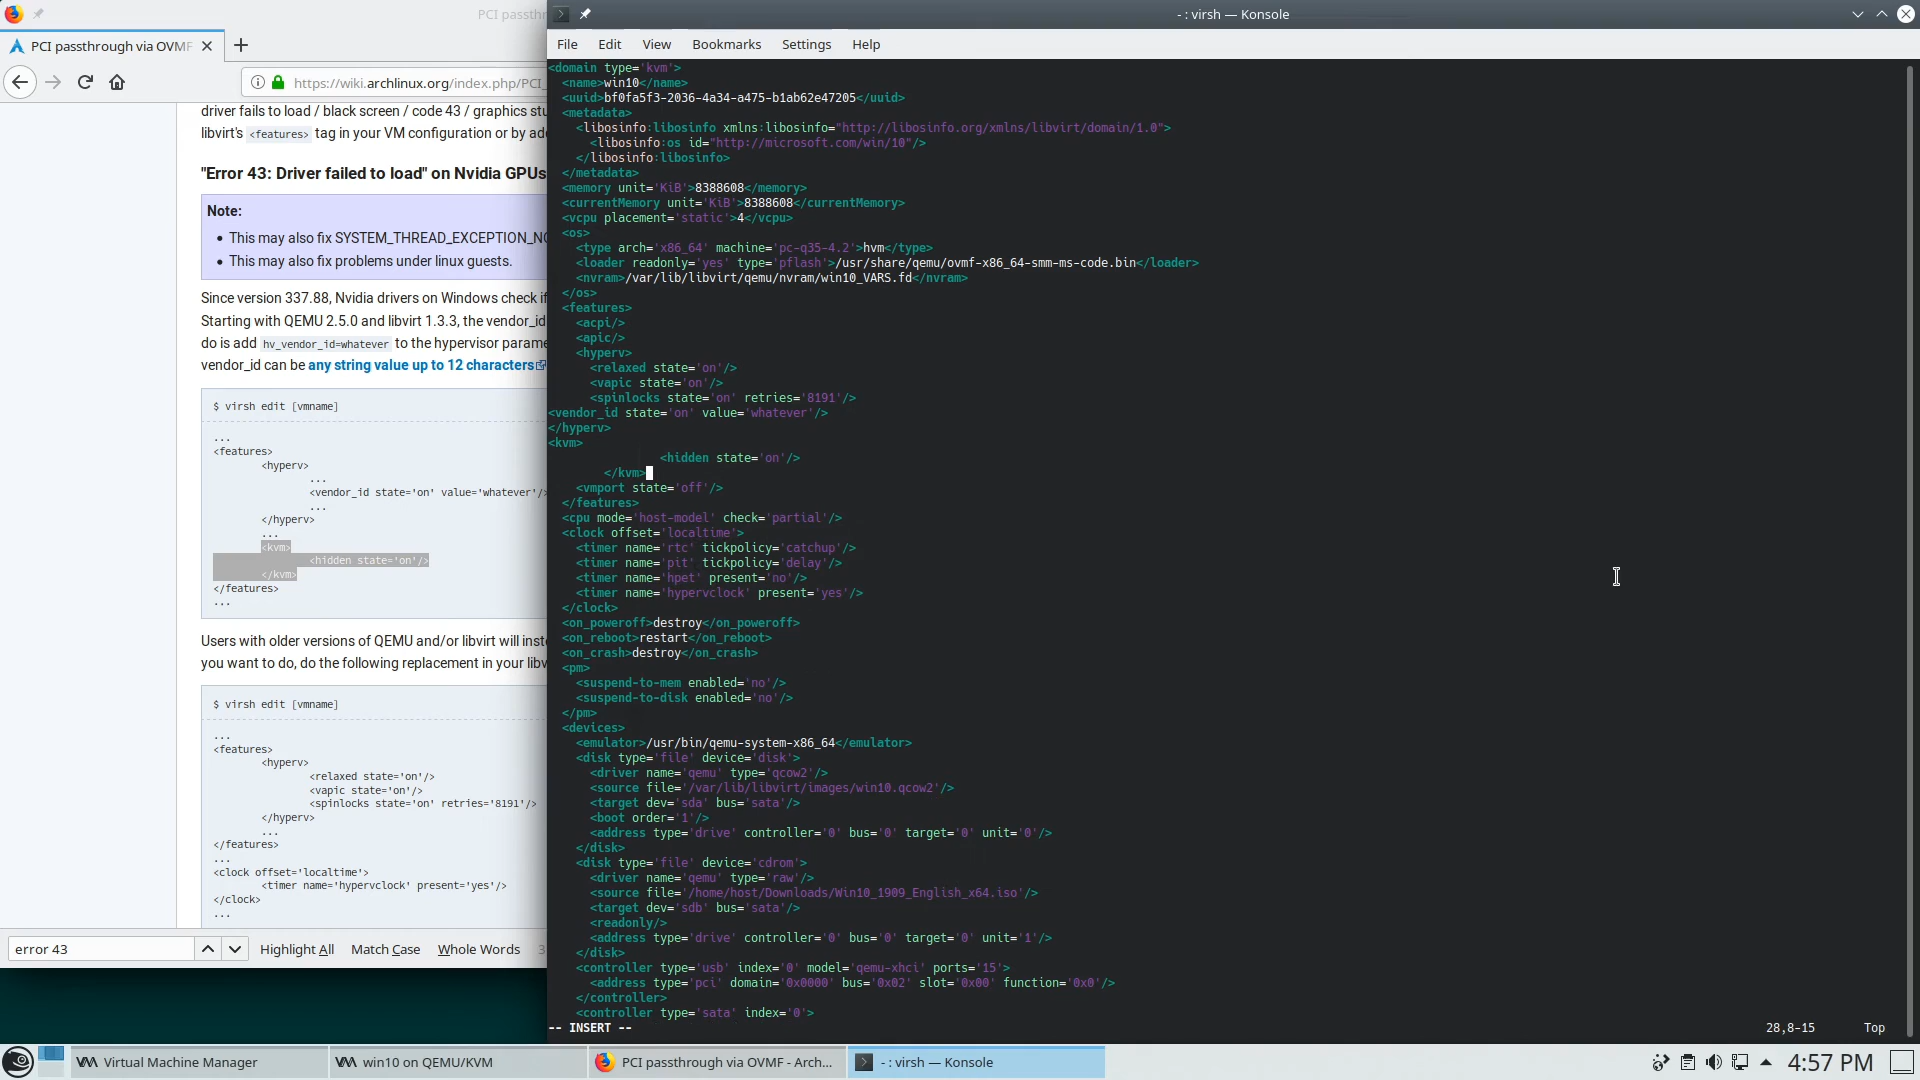 PCI passthr
PCI passthrough via OVMF
https://wiki.archlinux.org/index.php/PCI_
driver fails to load / black screen / code 43 / graphics stu
libvirt's <features> tag in your VM configuration or by ad
"Error 43: Driver failed to load" on Nvidia GPUs
Note:
• This may also fix SYSTEM_THREAD_EXCEPTION_NO
• This may also fix problems under linux guests.
Since version 337.88, Nvidia drivers on Windows check if
Starting with QEMU 2.5.0 and libvirt 1.3.3, the vendor_id
do is add hv_vendor_id=whatever to the hypervisor parame
vendor_id can be any string value up to 12 characters
$ virsh edit [vmname]
...
<features>
<hyperv>
...
<vendor_id state='on' value='whatever'/>
...
</hyperv>
...
<kvm>
<hidden state='on'/>
</kvm>
</features>
...
Users with older versions of QEMU and/or libvirt will inst
you want to do, do the following replacement in your libv
$ virsh edit [vmname]
...
<features>
<hyperv>
<relaxed state='on'/>
<vapic state='on'/>
<spinlocks state='on' retries='8191'/>
</hyperv>
...
</features>
...
<clock offset='localtime'>
<timer name='hypervclock' present='yes'/>
</clock>
...
error 43 Highlight All Match Case Whole Words 3
- : virsh — Konsole
File Edit View Bookmarks Settings Help
<domain type='kvm'>
<name>win10</name>
<uuid>bf0fa5f3-2036-4a34-a475-b1ab62e47205</uuid>
<metadata>
<libosinfo:libosinfo xmlns:libosinfo="http://libosinfo.org/xmlns/libvirt/domain/1.0">
<libosinfo:os id="http://microsoft.com/win/10"/>
</libosinfo:libosinfo>
</metadata>
<memory unit='KiB'>8388608</memory>
<currentMemory unit='KiB'>8388608</currentMemory>
<vcpu placement='static'>4</vcpu>
<os>
<type arch='x86_64' machine='pc-q35-4.2'>hvm</type>
<loader readonly='yes' type='pflash'>/usr/share/qemu/ovmf-x86_64-smm-ms-code.bin</loader>
<nvram>/var/lib/libvirt/qemu/nvram/win10_VARS.fd</nvram>
</os>
<features>
<acpi/>
<apic/>
<hyperv>
<relaxed state='on'/>
<vapic state='on'/>
<spinlocks state='on' retries='8191'/>
<vendor_id state='on' value='whatever'/>
</hyperv>
<kvm>
<hidden state='on'/>
</kvm>
<vmport state='off'/>
</features>
<cpu mode='host-model' check='partial'/>
<clock offset='localtime'>
<timer name='rtc' tickpolicy='catchup'/>
<timer name='pit' tickpolicy='delay'/>
<timer name='hpet' present='no'/>
<timer name='hypervclock' present='yes'/>
</clock>
<on_poweroff>destroy</on_poweroff>
<on_reboot>restart</on_reboot>
<on_crash>destroy</on_crash>
<pm>
<suspend-to-mem enabled='no'/>
<suspend-to-disk enabled='no'/>
</pm>
<devices>
<emulator>/usr/bin/qemu-system-x86_64</emulator>
<disk type='file' device='disk'>
<driver name='qemu' type='qcow2'/>
<source file='/var/lib/libvirt/images/win10.qcow2'/>
<target dev='sda' bus='sata'/>
<boot order='1'/>
<address type='drive' controller='0' bus='0' target='0' unit='0'/>
</disk>
<disk type='file' device='cdrom'>
<driver name='qemu' type='raw'/>
<source file='/home/host/Downloads/Win10_1909_English_x64.iso'/>
<target dev='sdb' bus='sata'/>
<readonly/>
<address type='drive' controller='0' bus='0' target='0' unit='1'/>
</disk>
<controller type='usb' index='0' model='qemu-xhci' ports='15'>
<address type='pci' domain='0x0000' bus='0x02' slot='0x00' function='0x0'/>
</controller>
<controller type='sata' index='0'>
-- INSERT -- 28,8-15 Top
Virtual Machine Manager win10 on QEMU/KVM PCI passthrough via OVMF - Arch... - : virsh — Konsole 4:57 PM